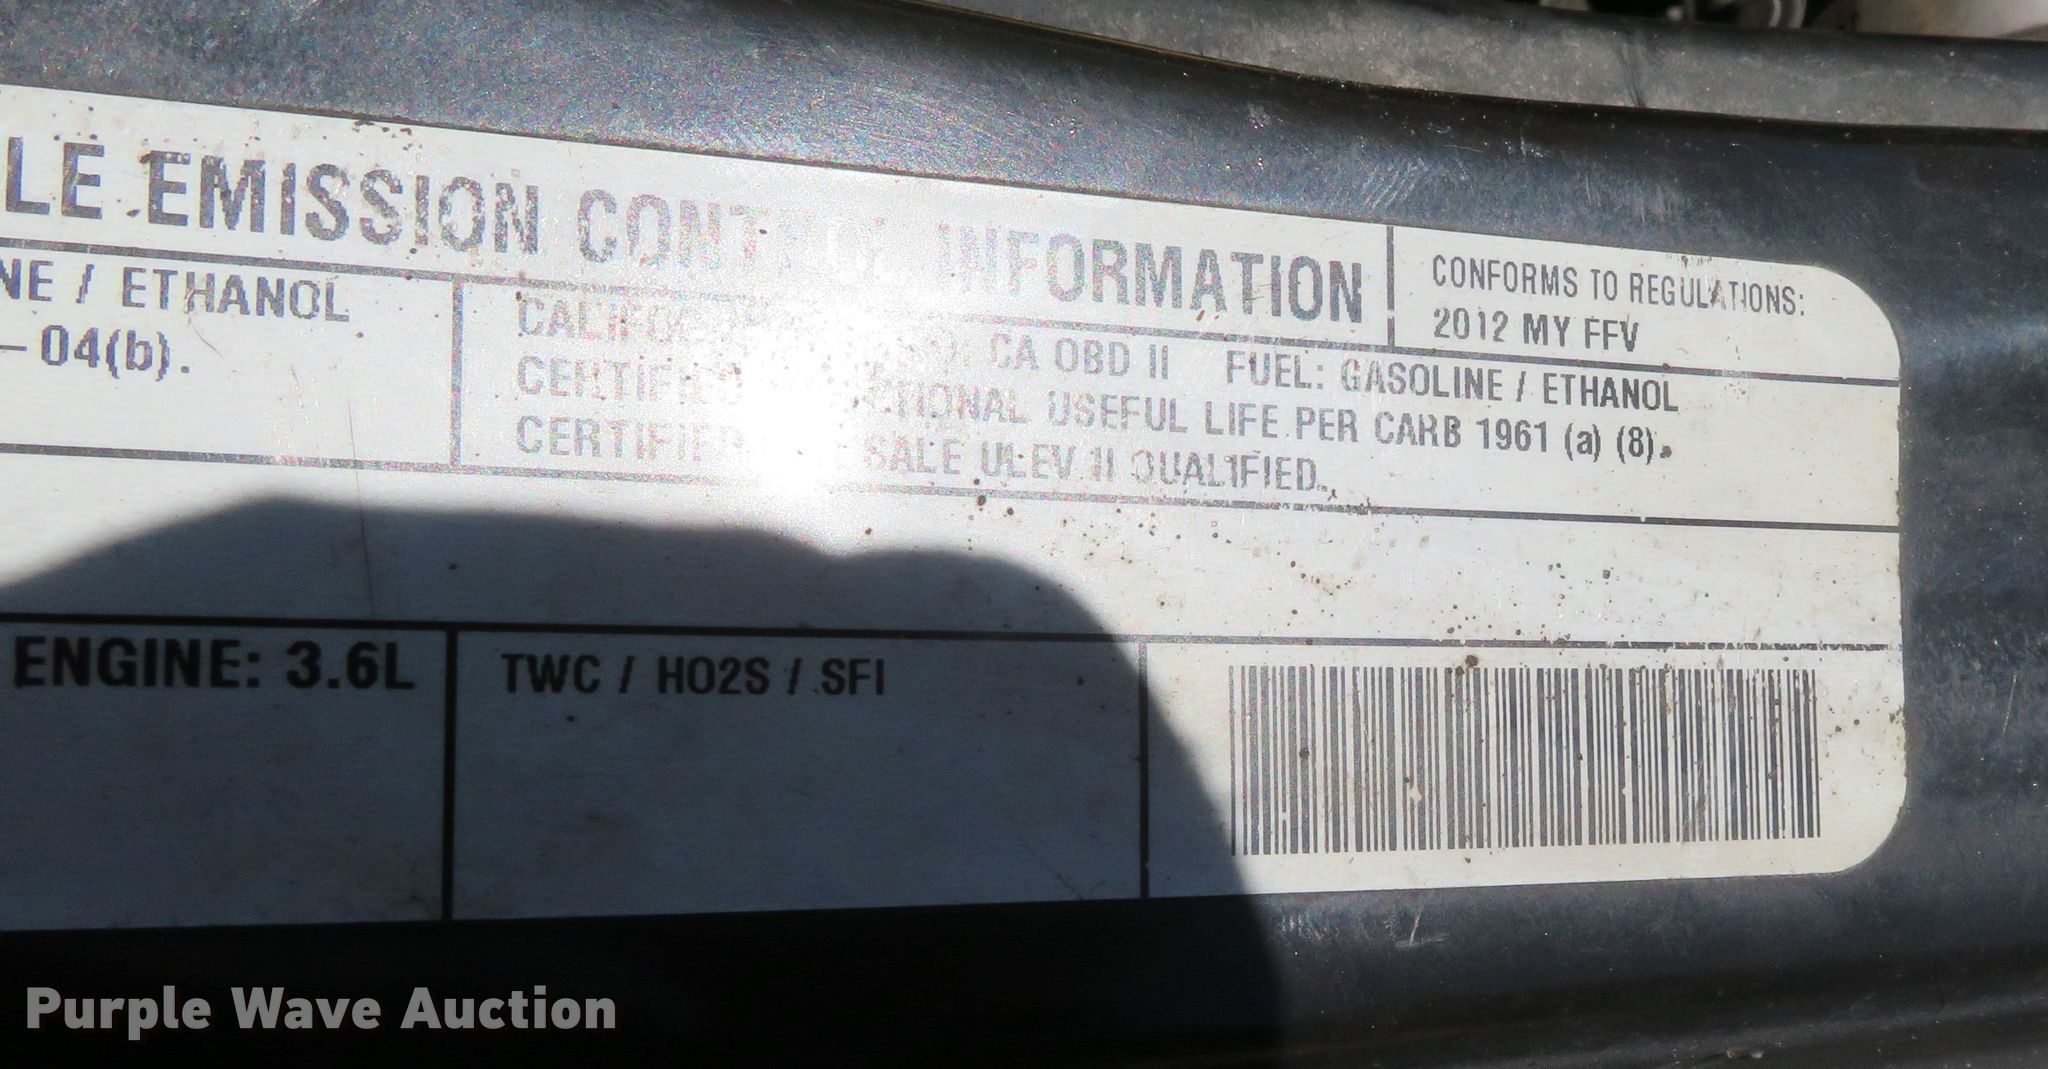 LE EMISSION CONTROL INFORMATION
CONFORMS TO REGULATIONS:
2012 MY FFV
NE / ETHANOL
-04(b).
CA OBD II FUEL: GASOLINE / ETHANOL
USEFUL LIFE PER CARB 1961 (a) (8).
SALE ULEV II QUALIFIED.
ENGINE: 3.6L
TWC / HO2S / SFI
Purple Wave Auction